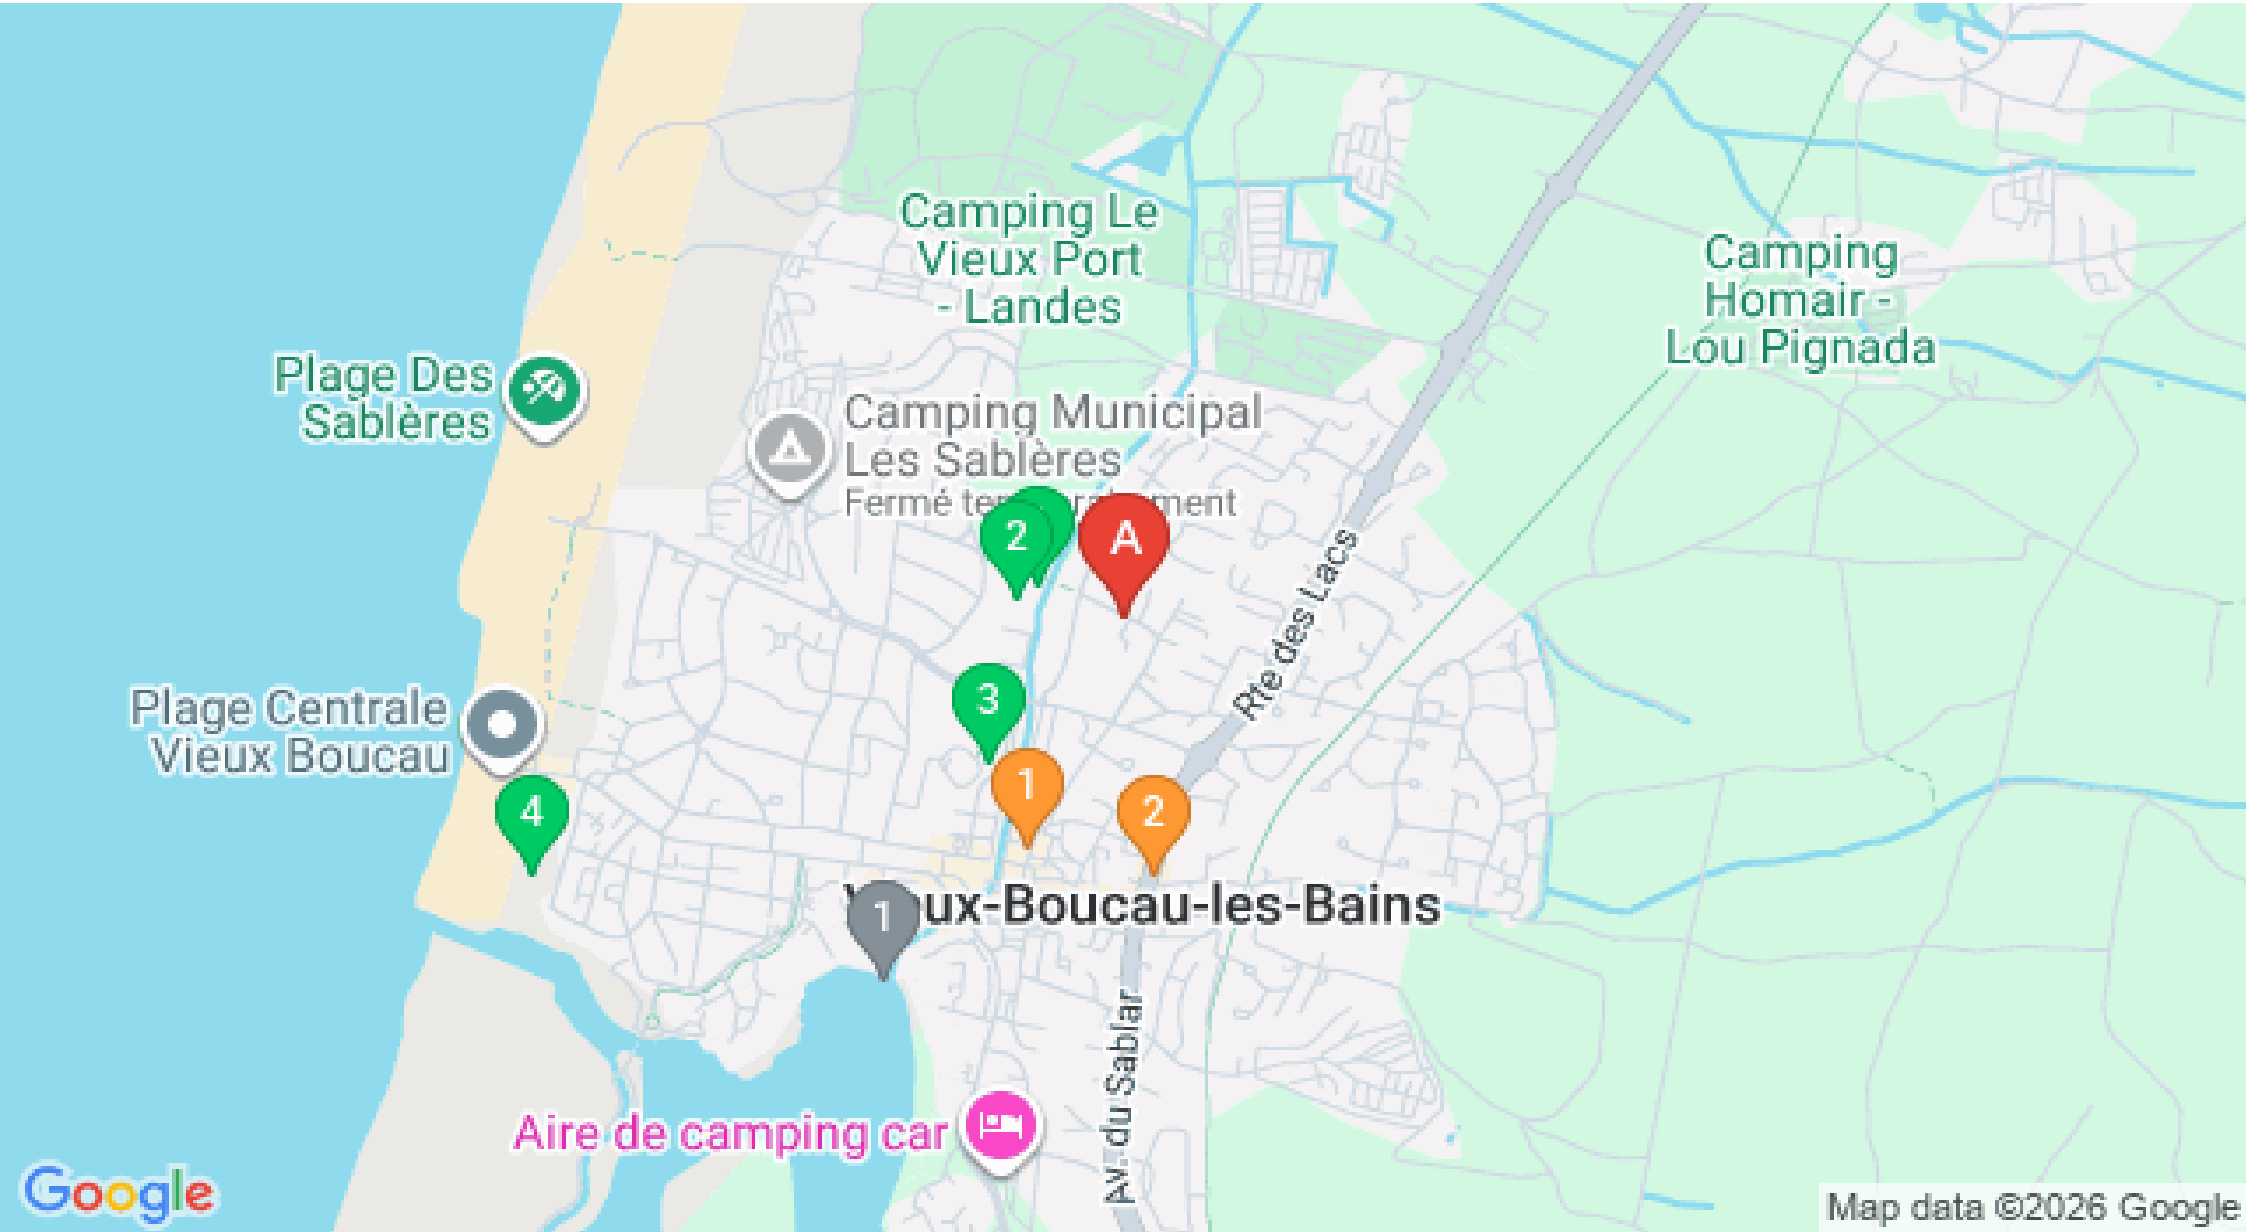 Camping Le
Vieux Port
- Landes
Camping
Homair -
Lou Pignada
Plage Des
Sablères
Camping Municipal
Les Sablères
Fermé
2
A
Rte des Lacs
3
Plage Centrale
Vieux Boucau
4
1
2
1
ux-Boucau-les-Bains
Av. du Sablar
Aire de camping car
Google
Map data ©2026 Google